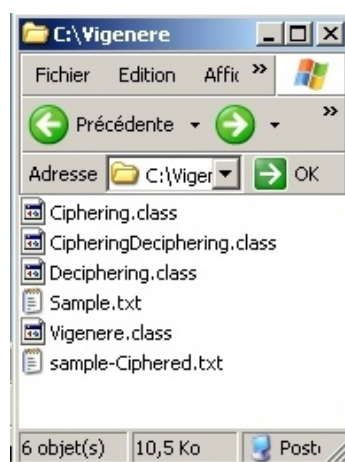 C:\Vigenere
Fichier Edition Affic »
Précédente »
Adresse C:\Viger OK
Ciphering.class
CipheringDeciphering.class
Deciphering.class
Sample.txt
Vigenere.class
sample-Ciphered.txt
6 objet(s) 10,5 Ko Poste